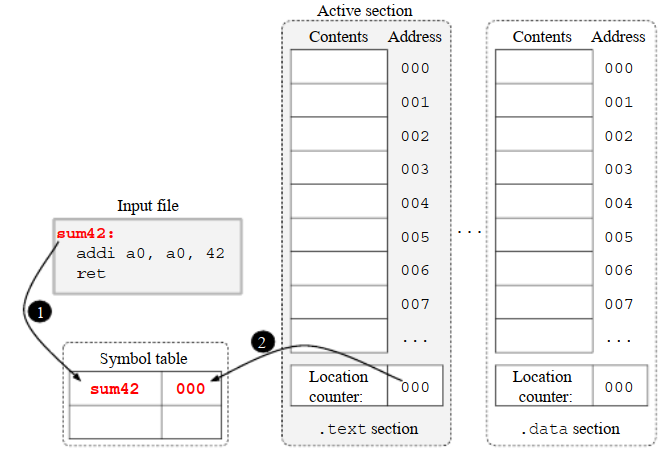 Active section
Contents Address
000
001
002
003
004
005
006
007
...
Location
counter:
000
.text section
...
Contents Address
000
001
002
003
004
005
006
007
...
Location
counter:
000
.data section
Input file
sum42:
addi a0, a0, 42
ret
1
2
Symbol table
sum42 000